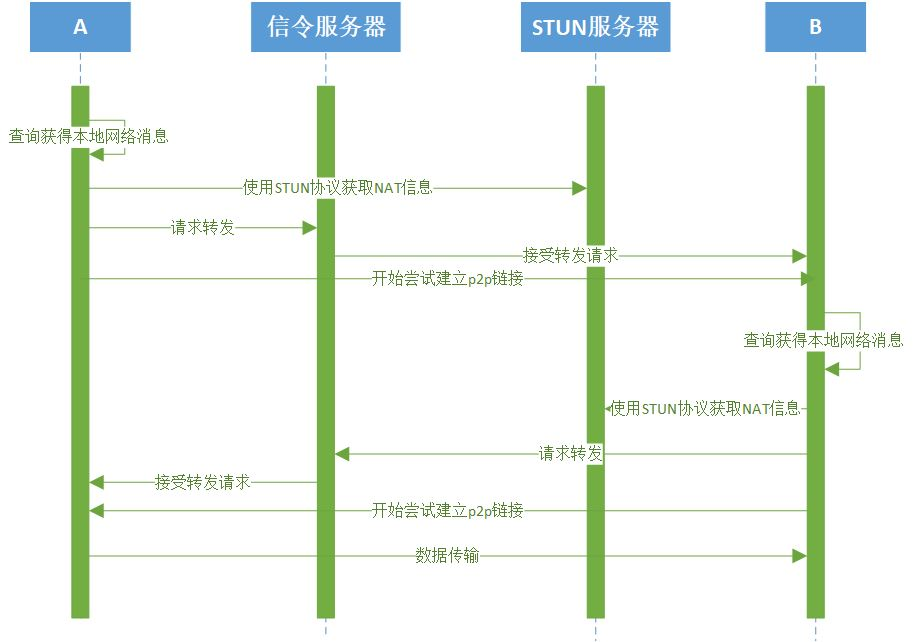 A
信令服务器
STUN服务器
B
查询获得本地网络消息
使用STUN协议获取NAT信息
请求转发
接受转发请求
开始尝试建立p2p链接
查询获得本地网络消息
使用STUN协议获取NAT信息
请求转发
接受转发请求
开始尝试建立p2p链接
数据传输